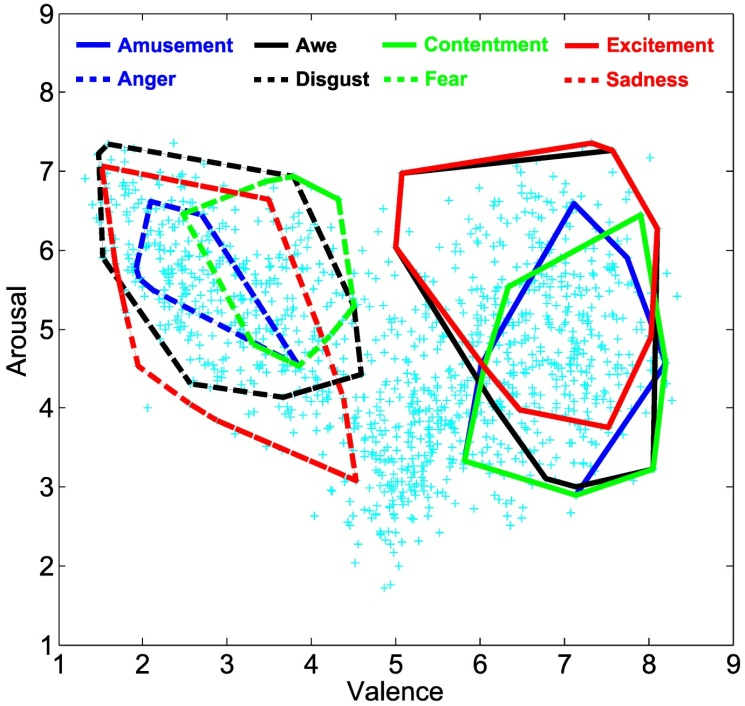 9
Amusement Awe Contentment Excitement
Anger Disgust Fear Sadness
8
7
6
5
4
3
2
1
Arousal
1 2 3 4 5 6 7 8 9
Valence